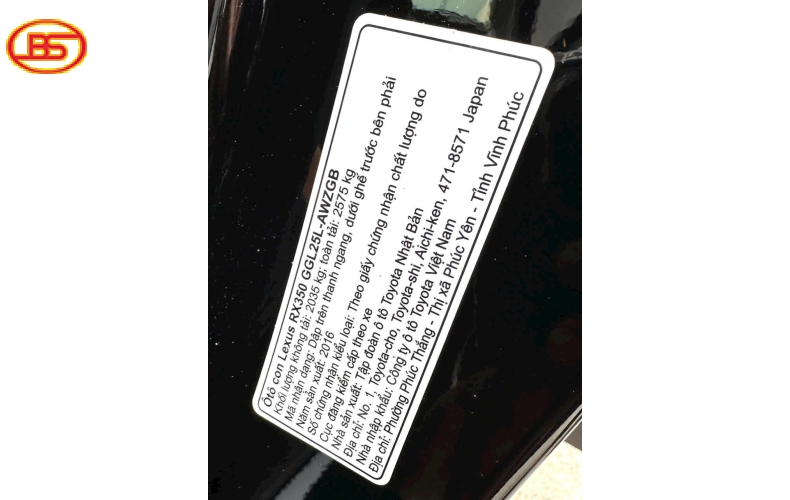 BS
Ôtô con Lexus RX350 GGL25L-AWZGB
Khối lượng không tải: 2035 kg; toàn tải: 2575 kg
Mã nhận dạng: Dập trên thanh ngang, dưới ghế trước bên phải
Năm sản xuất: 2016
Số chứng nhận kiểu loại: Theo giấy chứng nhận chất lượng do
Cục đăng kiểm cấp theo xe
Nhà sản xuất: Tập đoàn ô tô Toyota Nhật Bản
Địa chỉ: No. 1, Toyota-cho, Toyota-shi, Aichi-ken, 471-8571 Japan
Nhà nhập khẩu: Công ty ô tô Toyota Việt Nam
Địa chỉ: Phường Phúc Thắng - Thị xã Phúc Yên - Tỉnh Vĩnh Phúc